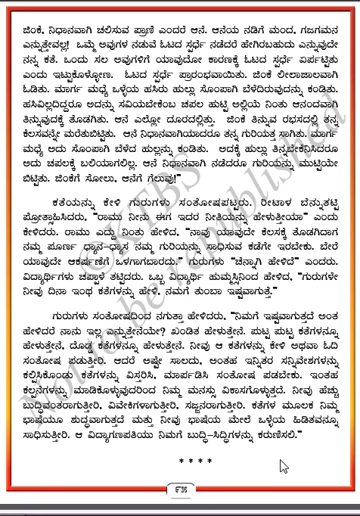 ಜಿಂಕೆ, ನಿಧಾನವಾಗಿ ಚಲಿಸುವ ಪ್ರಾಣಿ ಎಂದರೆ ಆನೆ. ಆನೆಯ ನಡಿಗೆ ಮಂದ, ಗಜಗಮನ
ಎನ್ನುತ್ತೇವಲ್ಲ! ಒಮ್ಮೆ ಅವುಗಳ ನಡುವೆ ಓಟದ ಸ್ಪರ್ಧೆ ನಡೆದರೆ ಹೇಗಿರಬಹುದು ಎನ್ನುವುದೇ
ನನ್ನ ಕತೆ. ಒಂದು ಸಲ ಅವುಗಳಿಗೆ ಯಾವುದೋ ಕಾರಣಕ್ಕೆ ಓಟದ ಸ್ಪರ್ಧೆ ಏರ್ಪಟ್ಟಿತು
ಎಂದು ಇಟ್ಟುಕೊಳ್ಳೋಣ. ಓಟದ ಸ್ಪರ್ಧೆ ಪ್ರಾರಂಭವಾಯಿತು. ಜಿಂಕೆ ಲೀಲಾಜಾಲವಾಗಿ
ಓಡಿತು. ಮಾರ್ಗ ಮಧ್ಯೆ ಒಳ್ಳೆಯ ಹಸಿರು ಹುಲ್ಲು ಸೊಂಪಾಗಿ ಬೆಳೆದಿರುವುದನ್ನು ಕಂಡಿತು.
ಹಸಿವಿಲ್ಲದಿದ್ದರೂ ಅದನ್ನು ಸವಿಯಬೇಕೆಂಬ ಚಪಲ ಹುಟ್ಟಿ ಅಲ್ಲಿಯೆ ನಿಂತು ಆನಂದವಾಗಿ
ತಿನ್ನುವುದಕ್ಕೆ ತೊಡಗಿತು. ಆನೆ ಎಲ್ಲೋ ದೂರದಲ್ಲಿತ್ತು. ಜಿಂಕೆ ತಿನ್ನುವ ರಭಸದಲ್ಲಿ ತನ್ನ
ಕೆಲಸವನ್ನೇ ಮರೆತುಬಿಟ್ಟಿತು. ಆನೆ ನಿಧಾನವಾಗಿಯಾದರೂ ತನ್ನ ಗುರಿಯತ್ತ ಸಾಗಿತು. ಮಾರ್ಗ
ಮಧ್ಯೆ ಅದು ಸೊಂಪಾಗಿ ಬೆಳೆದ ಹುಲ್ಲನ್ನು ಕಂಡಿತು. ಅದಕ್ಕೆ ಹುಲ್ಲು ತಿನ್ನಬೇಕೆನಿಸಿದರೂ
ಅದು ಚಪಲಕ್ಕೆ ಬಲಿಯಾಗಲಿಲ್ಲ. ಆನೆ ನಿಧಾನವಾಗಿ ನಡೆದರೂ ಗುರಿಯನ್ನು ಮುಟ್ಟಿಯೇ
ಬಿಟ್ಟಿತು. ಜಿಂಕೆಗೆ ಸೋಲು, ಆನೆಗೆ ಗೆಲುವು!"
ಕತೆಯನ್ನು ಕೇಳಿ ಗುರುಗಳು ಸಂತೋಷಪಟ್ಟರು. ರೀಟಾಳ ಬೆನ್ನುತಟ್ಟಿ
ಪ್ರೋತ್ಸಾಹಿಸಿದರು, "ರಾಮು ನೀನು ಈಗ ಇದರ ನೀತಿಯನ್ನು ಹೇಳುತ್ತೀಯಾ" ಎಂದು
ಕೇಳಿದರು. ರಾಮು ಎದ್ದು ನಿಂತು ಹೇಳಿದ, "ನಾವು ಯಾವುದೇ ಕೆಲಸಕ್ಕೆ ತೊಡಗಿದಾಗ
ನಮ್ಮ ಪೂರ್ಣ ಧ್ಯಾನ-ಧ್ಯಾಸ ನಮ್ಮ ಗುರಿಯನ್ನು ಸಾಧಿಸುವ ಕಡೆಗೇ ಇರಬೇಕು. ಬೇರೆ
ಯಾವುದೇ ಆಕರ್ಷಣೆಗೆ ಒಳಗಾಗಬಾರದು." ಗುರುಗಳು "ಚೆನ್ನಾಗಿ ಹೇಳಿದೆ" ಎಂದರು.
ವಿದ್ಯಾರ್ಥಿಗಳು ಚಪ್ಪಾಳೆ ತಟ್ಟಿದರು. ಒಬ್ಬ ವಿದ್ಯಾರ್ಥಿ ಹುಮ್ಮಸ್ಸಿನಿಂದ ಹೇಳಿದ, "ಗುರುಗಳೇ
ನೀವು ದಿನಾ ಇಂಥ ಕತೆಗಳನ್ನು ಹೇಳಿ, ನಮಗೆ ತುಂಬಾ ಇಷ್ಟವಾಗುತ್ತೆ."
ಗುರುಗಳು ಸಂತೋಷದಿಂದ ನಗುತ್ತಾ ಹೇಳಿದರು, "ನಿಮಗೆ ಇಷ್ಟವಾಗುತ್ತದೆ ಅಂತ
ಹೇಳಿದರೆ ನಾನು ಇಲ್ಲ ಎನ್ನುತ್ತೇನೆಯೇ? ಖಂಡಿತ ಹೇಳುತ್ತೇನೆ. ಪುಟ್ಟ ಪುಟ್ಟ ಕತೆಗಳನ್ನೂ
ಹೇಳುತ್ತೇನೆ, ದೊಡ್ಡ ಕತೆಗಳನ್ನೂ ಹೇಳುತ್ತೇನೆ. ನೀವು ಆ ಕತೆಗಳನ್ನು ಕೇಳಿ ಅಥವಾ ಓದಿ
ಸಂತೋಷ ಪಡುತ್ತೀರಿ. ಆದರೆ ಅಷ್ಟೇ ಸಾಲದು, ಅಂತಹ ಇನ್ನಿತರ ಸನ್ನಿವೇಶಗಳನ್ನು
ಕಲ್ಪಿಸಿಕೊಂಡು ಕತೆಗಳನ್ನು ವಿಸ್ತರಿಸಿ, ಮಾರ್ಪಡಿಸಿ ಸಂತೋಷ ಪಡಬೇಕು. ಇಂತಹ
ಕಲ್ಪನೆಗಳನ್ನು ಮಾಡಿಕೊಳ್ಳುವುದರಿಂದ ನಿಮ್ಮ ಮನಸ್ಸು ವಿಕಾಸಗೊಳ್ಳುತ್ತದೆ. ನೀವು ಹೆಚ್ಚು
ಬುದ್ಧಿವಂತರಾಗುತ್ತೀರಿ, ವಿವೇಕಿಗಳಾಗುತ್ತೀರಿ, ಸಜ್ಜನರಾಗುತ್ತೀರಿ. ಕತೆಗಳ ಮೂಲಕ ನಿಮ್ಮ
ಭಾಷೆಯೂ ಶುದ್ಧವಾಗುತ್ತದೆ ಮತ್ತು ನೀವು ಭಾಷೆಯ ಮೇಲೆ ಒಳ್ಳೆಯ ಹಿಡಿತವನ್ನೂ
ಸಾಧಿಸುತ್ತೀರಿ. ಆ ವಿದ್ಯಾಗಣಪತಿಯು ನಿಮಗೆ ಬುದ್ಧಿ-ಸಿದ್ಧಿಗಳನ್ನು ಕರುಣಿಸಲಿ."
* * * *